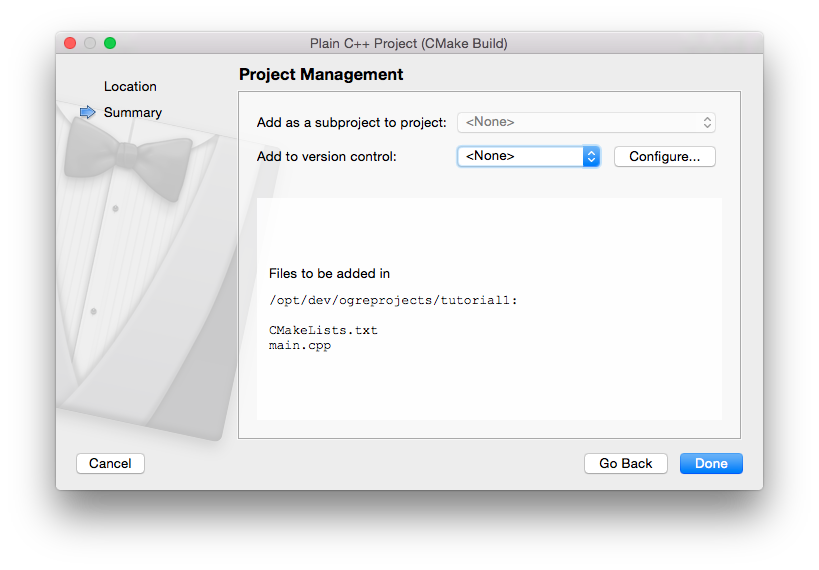 Plain C++ Project (CMake Build)
Location
Summary
Project Management
Add as a subproject to project: <None>
Add to version control: <None> Configure...
Files to be added in
/opt/dev/ogreprojects/tutorial1:
CMakeLists.txt
main.cpp
Cancel Go Back Done